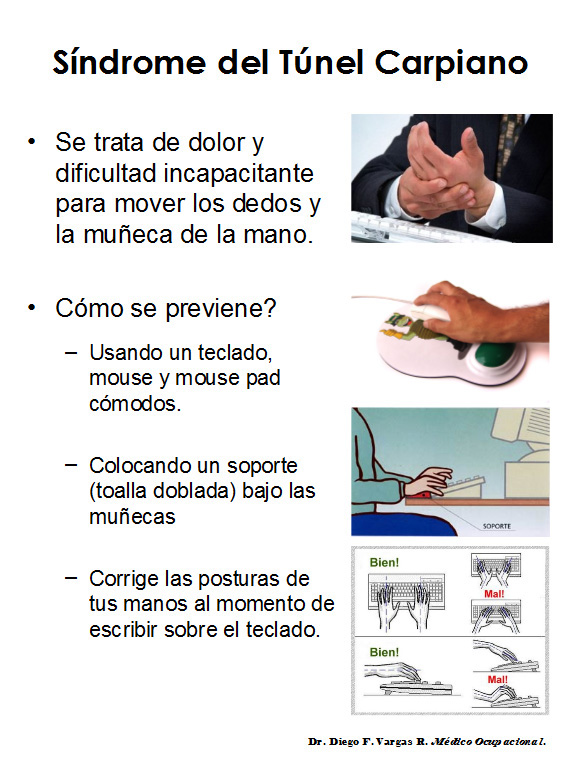 Síndrome del Túnel Carpiano
• Se trata de dolor y
dificultad incapacitante
para mover los dedos y
la muñeca de la mano.
• Cómo se previene?
– Usando un teclado,
mouse y mouse pad
cómodos.
– Colocando un soporte
(toalla doblada) bajo las
muñecas
SOPORTE
– Corrige las posturas de
tus manos al momento de
escribir sobre el teclado.
Bien!
Mal!
Bien!
Mal!
Dr. Diego F. Vargas R. Médico Ocupacional.